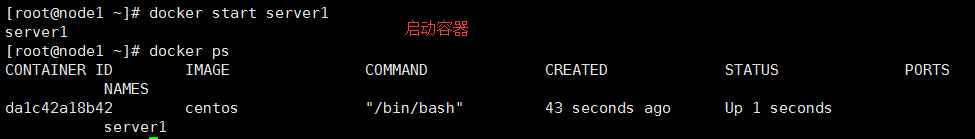 [root@node1 ~]# docker start server1
server1
启动容器
[root@node1 ~]# docker ps
CONTAINER ID        IMAGE               COMMAND             CREATED             STATUS              PORTS
           NAMES
da1c42a18b42        centos              "/bin/bash"         43 seconds ago      Up 1 seconds
           server1